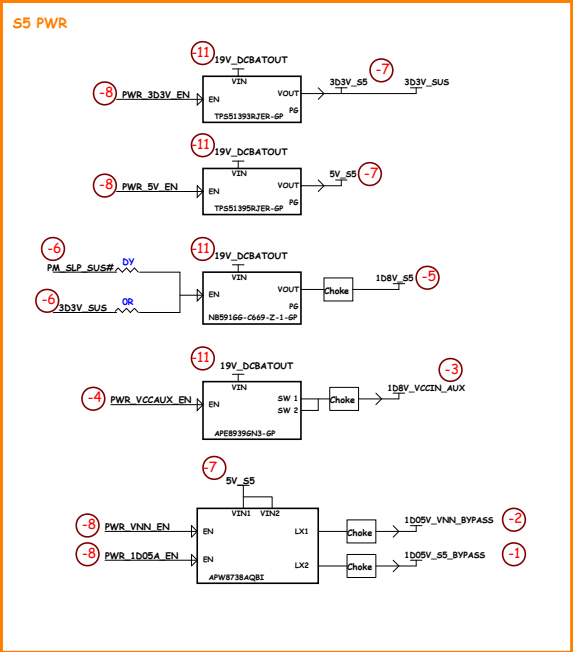 S5 PWR
-11
19V_DCBATOUT
VIN
-8
PWR_3D3V_EN
EN
VOUT
PG
TPS51393RJER-GP
3D3V_S5
-7
3D3V_SUS
-11
19V_DCBATOUT
VIN
-8
PWR_5V_EN
EN
VOUT
PG
TPS51395RJER-GP
5V_S5
-7
-6
PM_SLP_SUS#
DY
-6
3D3V_SUS
0R
-11
19V_DCBATOUT
VIN
EN
VOUT
PG
NB591GG-C669-Z-1-GP
Choke
1D8V_S5
-5
-11
19V_DCBATOUT
VIN
-4
PWR_VCCAUX_EN
EN
SW 1
SW 2
APE8939GN3-GP
Choke
1D8V_VCCIN_AUX
-3
-7
5V_S5
VIN1 VIN2
-8
PWR_VNN_EN
EN
LX1
Choke
1D05V_VNN_BYPASS
-2
-8
PWR_1D05A_EN
EN
LX2
Choke
1D05V_S5_BYPASS
-1
APW8738AQBI